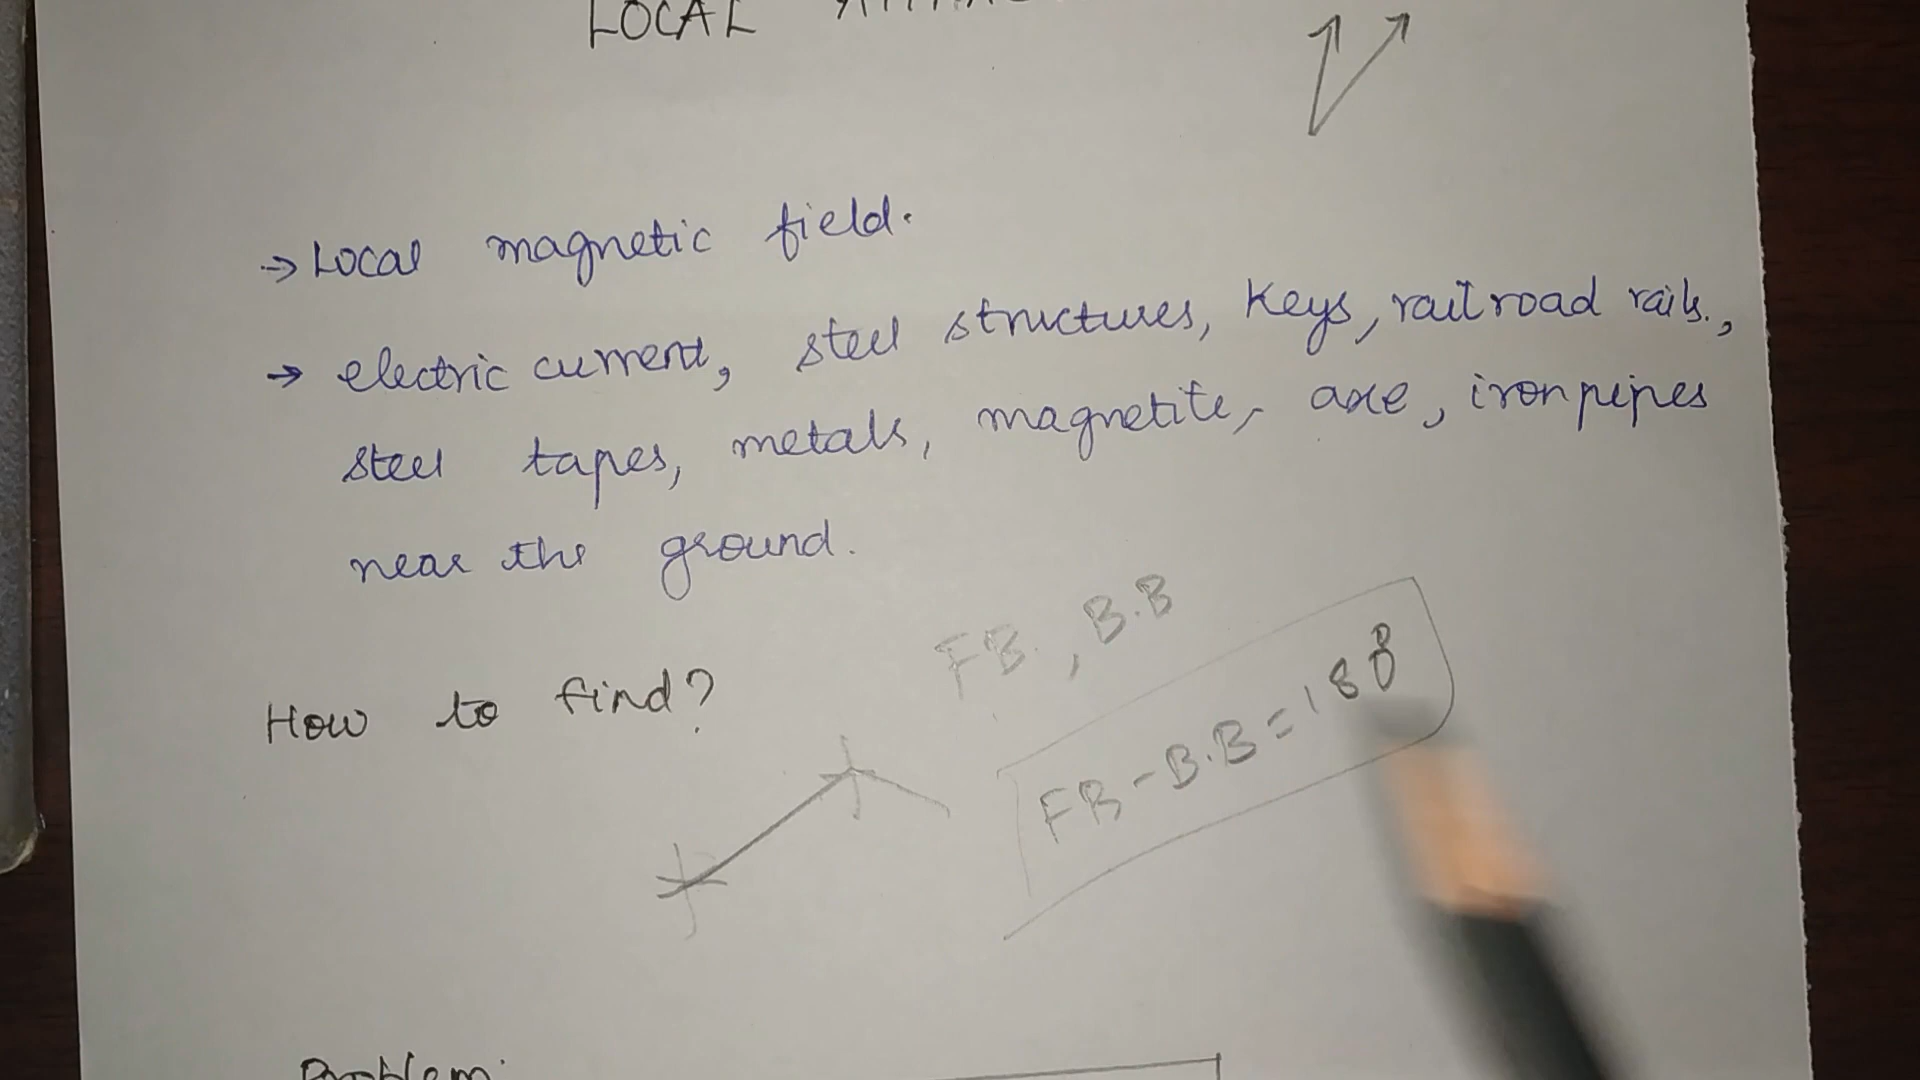 LOCAL
→ Local magnetic field.
→ electric current, steel structures, keys, railroad rails.,
steel tapes, metals, magnetite, axe, iron pipes
near the ground.
How to find?
FB, B.B
FB - B.B = 180
Problem: